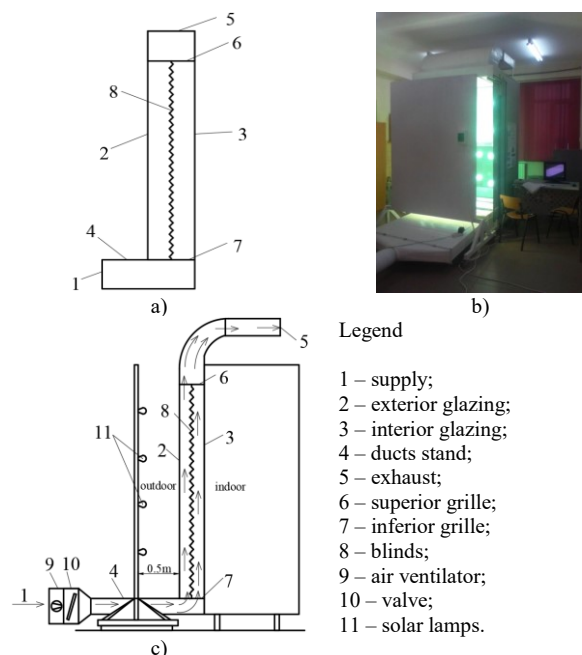 5
6
8
2
3
4
7
1
a)
b)
5
6
8
2
3
11
outdoor
indoor
0.5m
9
10
4
7
1
c)
Legend
1 – supply;
2 – exterior glazing;
3 – interior glazing;
4 – ducts stand;
5 – exhaust;
6 – superior grille;
7 – inferior grille;
8 – blinds;
9 – air ventilator;
10 – valve;
11 – solar lamps.